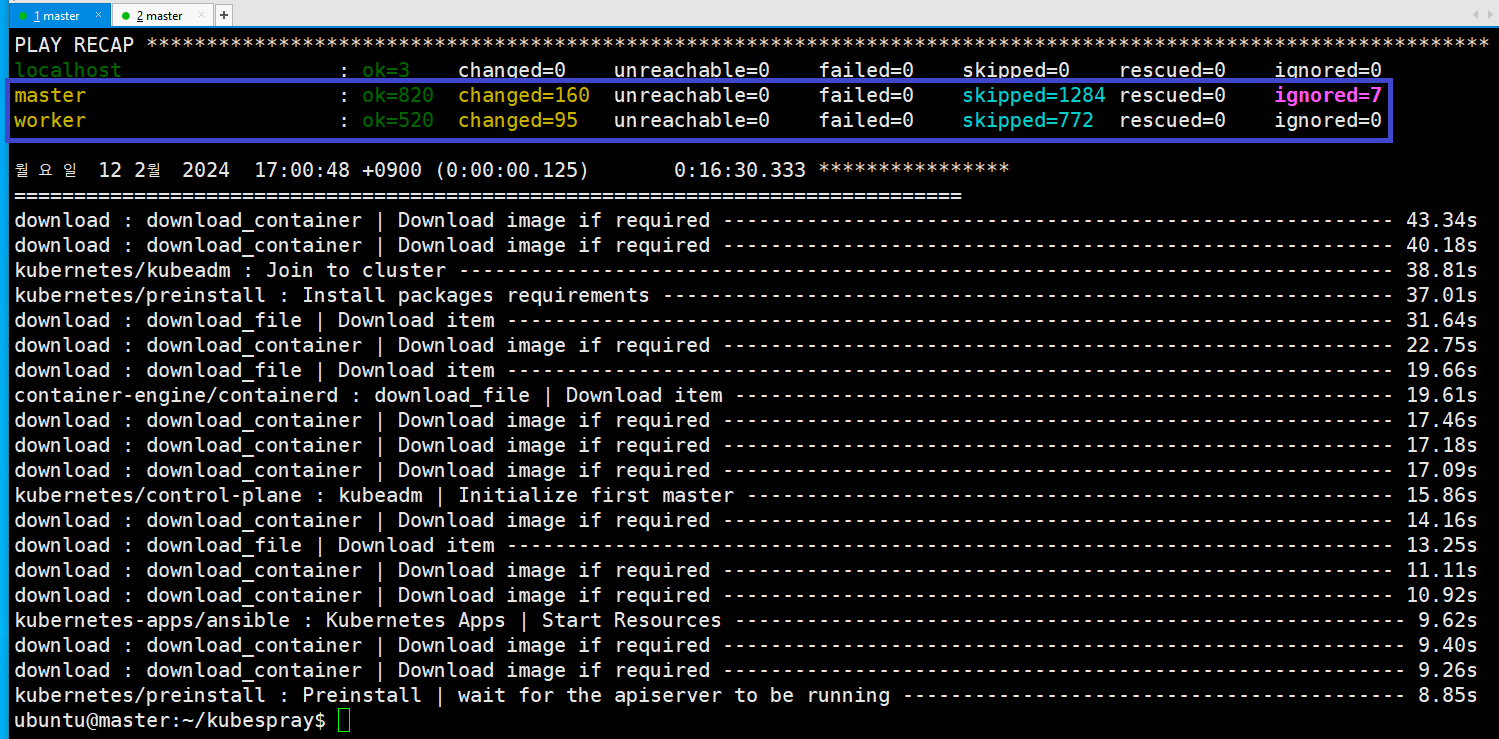 1 master × 2 master × +
PLAY RECAP ****************************************************************************************************************
localhost : ok=3 changed=0 unreachable=0 failed=0 skipped=0 rescued=0 ignored=0
master : ok=820 changed=160 unreachable=0 failed=0 skipped=1284 rescued=0 ignored=7
worker : ok=520 changed=95 unreachable=0 failed=0 skipped=772 rescued=0 ignored=0
월요일 12 2월 2024 17:00:48 +0900 (0:00:00.125) 0:16:30.333 ****************
===============================================================================
download : download_container | Download image if required -------------------------------------------------------- 43.34s
download : download_container | Download image if required -------------------------------------------------------- 40.18s
kubernetes/kubeadm : Join to cluster ------------------------------------------------------------------------------ 38.81s
kubernetes/preinstall : Install packages requirements ------------------------------------------------------------- 37.01s
download : download_file | Download item -------------------------------------------------------------------------- 31.64s
download : download_container | Download image if required -------------------------------------------------------- 22.75s
download : download_file | Download item -------------------------------------------------------------------------- 19.66s
container-engine/containerd : download_file | Download item ------------------------------------------------------- 19.61s
download : download_container | Download image if required -------------------------------------------------------- 17.46s
download : download_container | Download image if required -------------------------------------------------------- 17.18s
download : download_container | Download image if required -------------------------------------------------------- 17.09s
kubernetes/control-plane : kubeadm | Initialize first master ------------------------------------------------------ 15.86s
download : download_container | Download image if required -------------------------------------------------------- 14.16s
download : download_file | Download item -------------------------------------------------------------------------- 13.25s
download : download_container | Download image if required -------------------------------------------------------- 11.11s
download : download_container | Download image if required -------------------------------------------------------- 10.92s
kubernetes-apps/ansible : Kubernetes Apps | Start Resources -------------------------------------------------------- 9.62s
download : download_container | Download image if required --------------------------------------------------------- 9.40s
download : download_container | Download image if required --------------------------------------------------------- 9.26s
kubernetes/preinstall : Preinstall | wait for the apiserver to be running ------------------------------------------ 8.85s
ubuntu@master:~/kubespray$